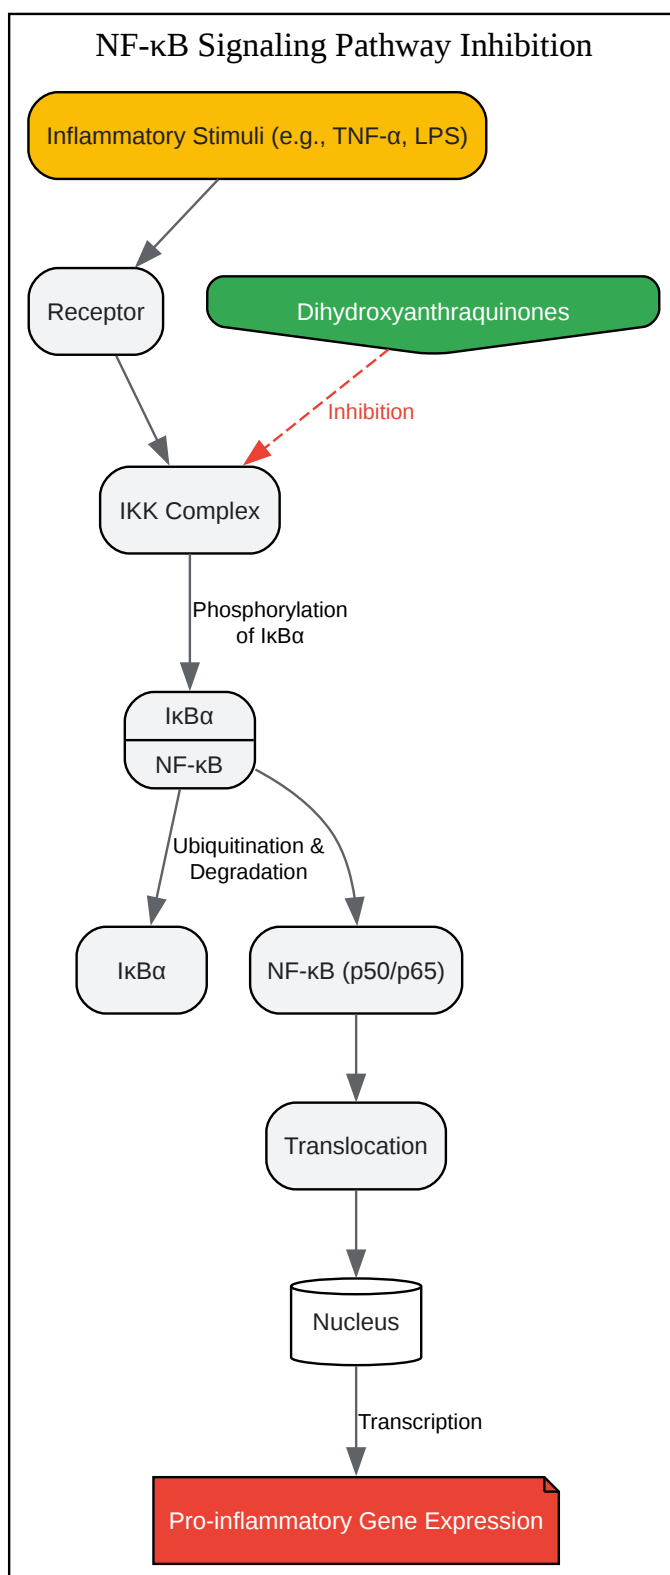 NF-κB Signaling Pathway Inhibition
Inflammatory Stimuli (e.g., TNF-α, LPS)
Receptor
Dihydroxyanthraquinones
Inhibition
IKK Complex
Phosphorylation
of IκBα
IκBα
NF-κB
Ubiquitination &
Degradation
IκBα
NF-κB (p50/p65)
Translocation
Nucleus
Transcription
Pro-inflammatory Gene Expression